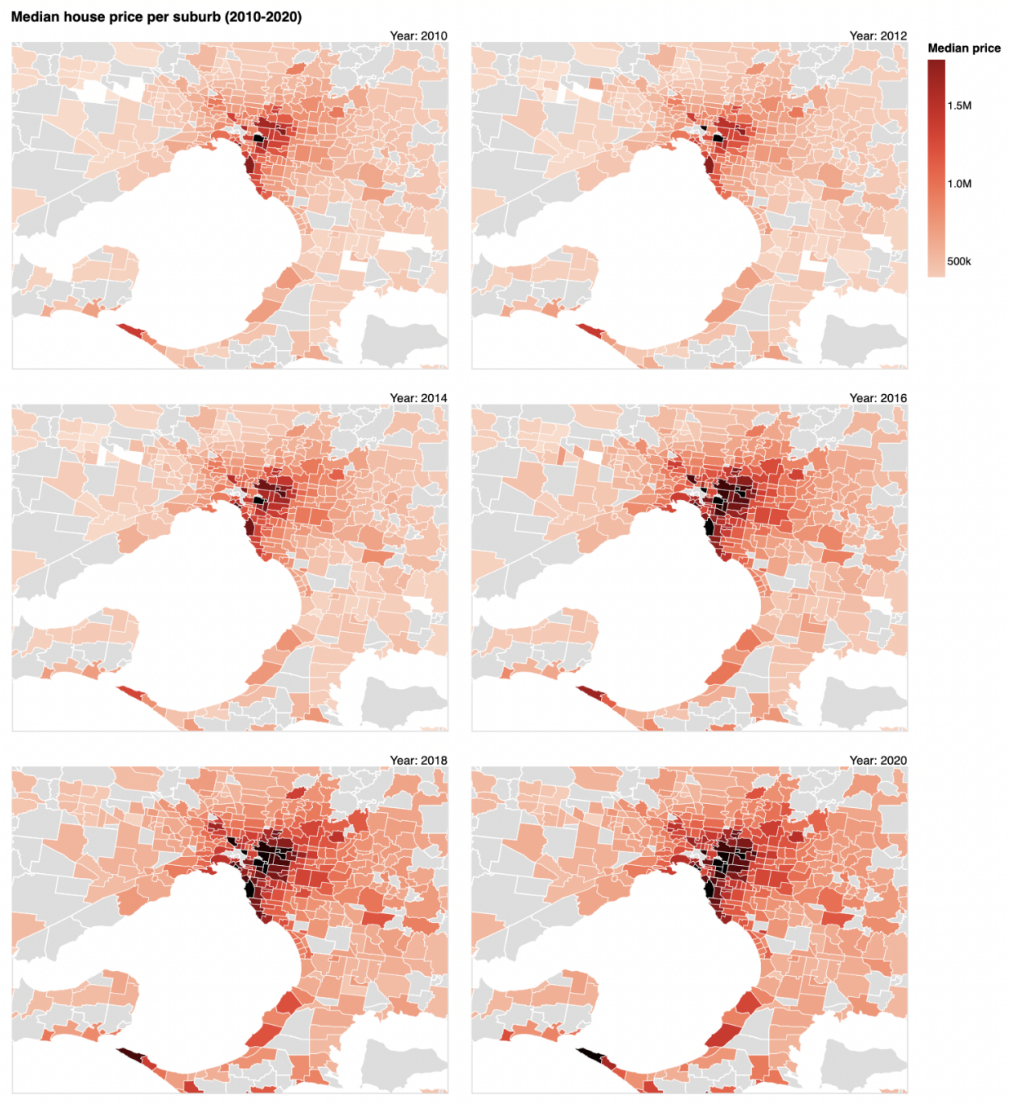 Median house price per suburb (2010-2020)
Year: 2010
Year: 2012
Median price
1.5M
1.0M
500k
Year: 2014
Year: 2016
Year: 2018
Year: 2020